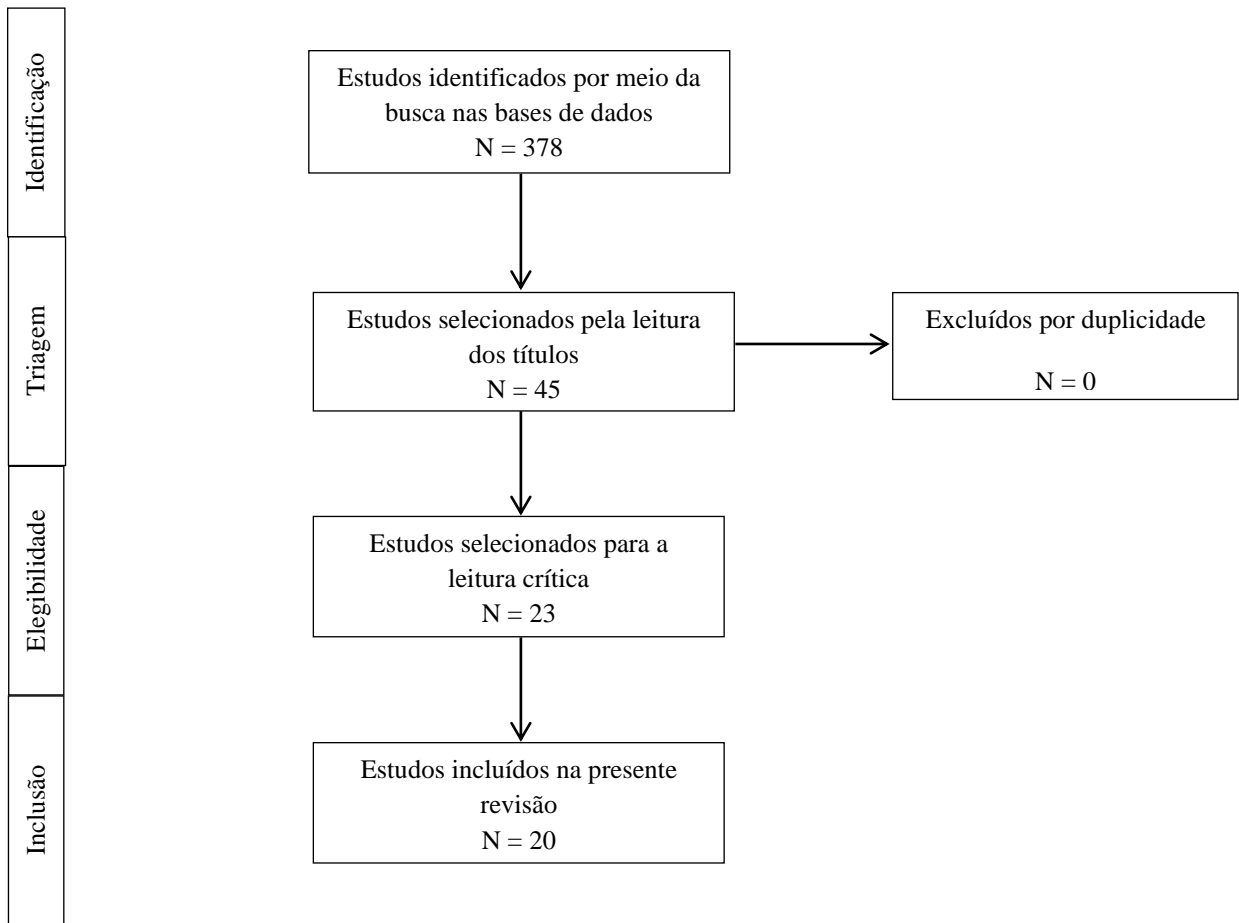 Identificação
Estudos identificados por meio da
busca nas bases de dados
N = 378
Triagem
Estudos selecionados pela leitura
dos títulos
N = 45
Excluídos por duplicidade
N = 0
Elegibilidade
Estudos selecionados para a
leitura crítica
N = 23
Inclusão
Estudos incluídos na presente
revisão
N = 20